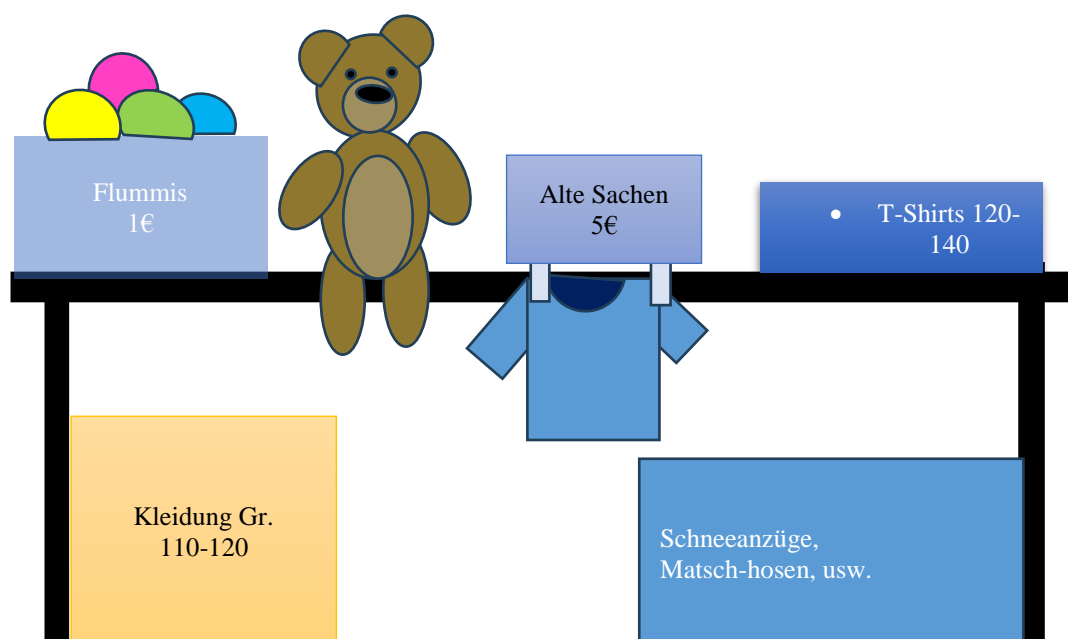 Flummis
1€
Alte Sachen
5€
• T-Shirts 120-
140
Kleidung Gr.
110-120
Schneeanzüge,
Matsch-hosen, usw.